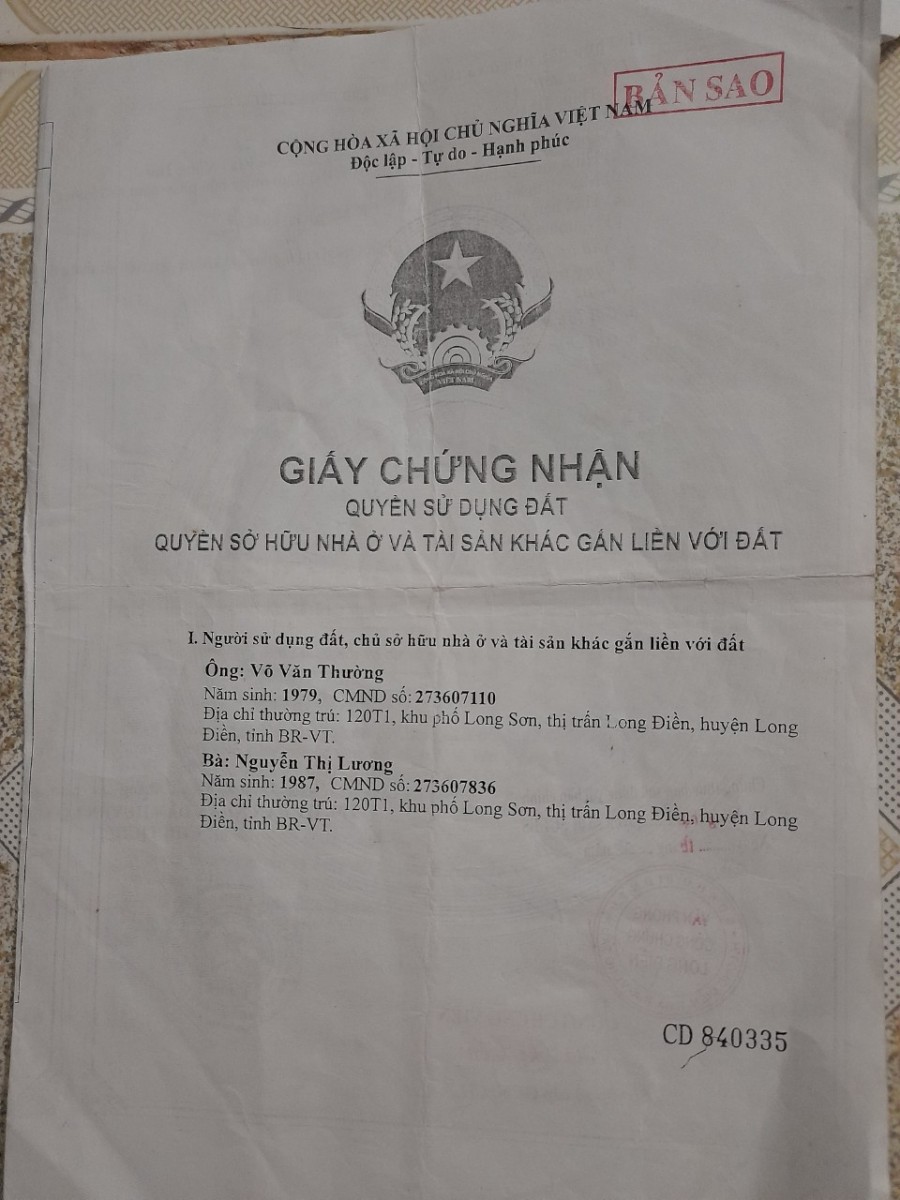 BẢN SAO
CỘNG HÒA XÃ HỘI CHỦ NGHĨA VIỆT NAM
Độc lập - Tự do - Hạnh phúc
VIỆT NAM
GIẤY CHỨNG NHẬN
QUYỀN SỬ DỤNG ĐẤT
QUYỀN SỞ HỮU NHÀ Ở VÀ TÀI SẢN KHÁC GẮN LIỀN VỚI ĐẤT
I. Người sử dụng đất, chủ sở hữu nhà ở và tài sản khác gắn liền với đất
Ông: Võ Văn Thường
Năm sinh: 1979, CMND số: 273607110
Địa chỉ thường trú: 120T1, khu phố Long Sơn, thị trấn Long Điền, huyện Long
Điền, tỉnh BR-VT.
Bà: Nguyễn Thị Lương
Năm sinh: 1987, CMND số: 273607836
Địa chỉ thường trú: 120T1, khu phố Long Sơn, thị trấn Long Điền, huyện Long
Điền, tỉnh BR-VT.
CD 840335